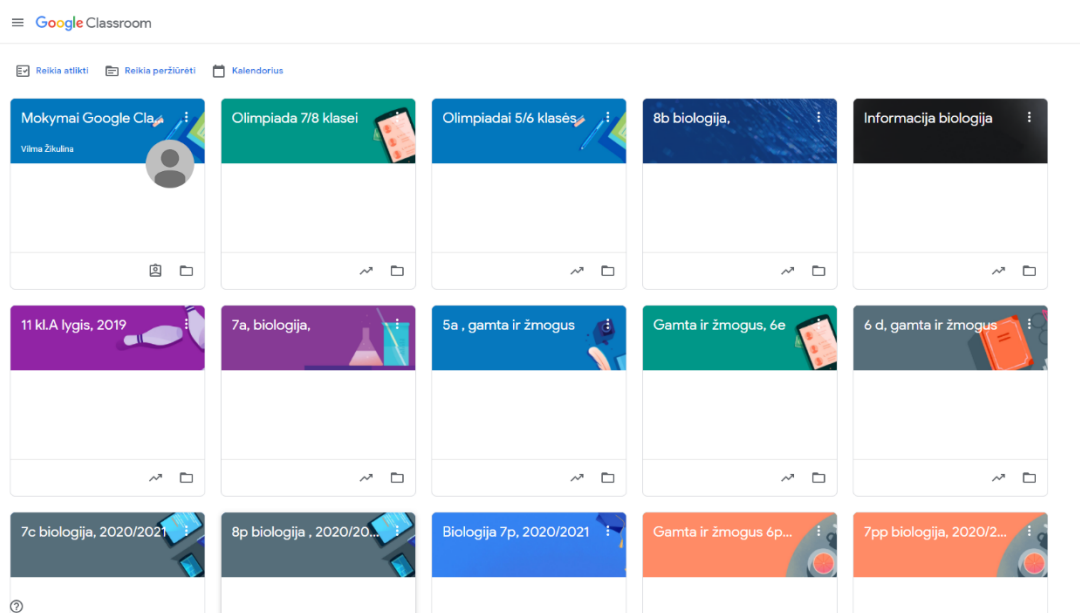 Google Classroom
Reikia atlikti
Reikia peržiūrėti
Kalendorius
Mokymai Google Cla...
Vilma Žikulina
Olimpiada 7/8 klasei
Olimpiadai 5/6 klasės
8b biologija,
Informacija biologija
11 kl.A lygis, 2019
7a, biologija,
5a , gamta ir žmogus
Gamta ir žmogus, 6e
6 d, gamta ir žmogus
7c biologija, 2020/2021
8p biologija , 2020/20...
Biologija 7p, 2020/2021
Gamta ir žmogus 6p...
7pp biologija, 2020/2...